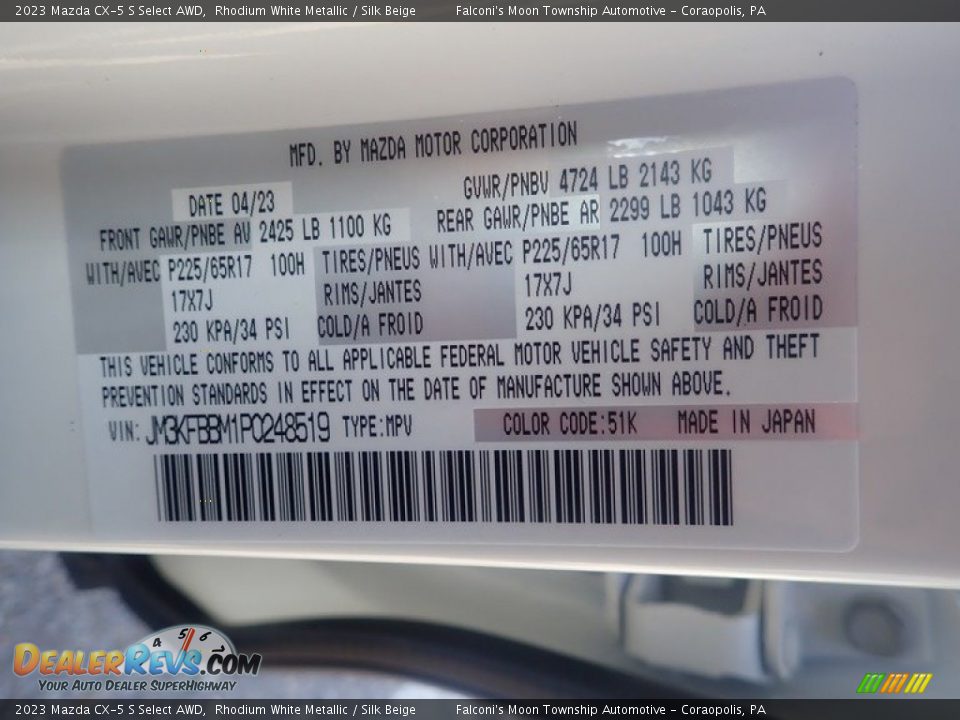 2023 Mazda CX-5 S Select AWD, Rhodium White Metallic / Silk Beige Falconi's Moon Township Automotive - Coraopolis, PA
MFD. BY MAZDA MOTOR CORPORATION
DATE 04/23 GVWR/PNBV 4724 LB 2143 KG
FRONT GAWR/PNBE AV 2425 LB 1100 KG REAR GAWR/PNBE AR 2299 LB 1043 KG
WITH/AVEC P225/65R17 100H TIRES/PNEUS WITH/AVEC P225/65R17 100H TIRES/PNEUS
17X7J RIMS/JANTES 17X7J RIMS/JANTES
230 KPA/34 PSI COLD/A FROID 230 KPA/34 PSI COLD/A FROID
THIS VEHICLE CONFORMS TO ALL APPLICABLE FEDERAL MOTOR VEHICLE SAFETY AND THEFT
PREVENTION STANDARDS IN EFFECT ON THE DATE OF MANUFACTURE SHOWN ABOVE.
VIN: JM3KFBBM1P0248519 TYPE:MPV COLOR CODE:51K MADE IN JAPAN
4 5 6
DEALERREVS.COM
YOUR AUTO DEALER SUPERHIGHWAY
2023 Mazda CX-5 S Select AWD, Rhodium White Metallic / Silk Beige Falconi's Moon Township Automotive - Coraopolis, PA